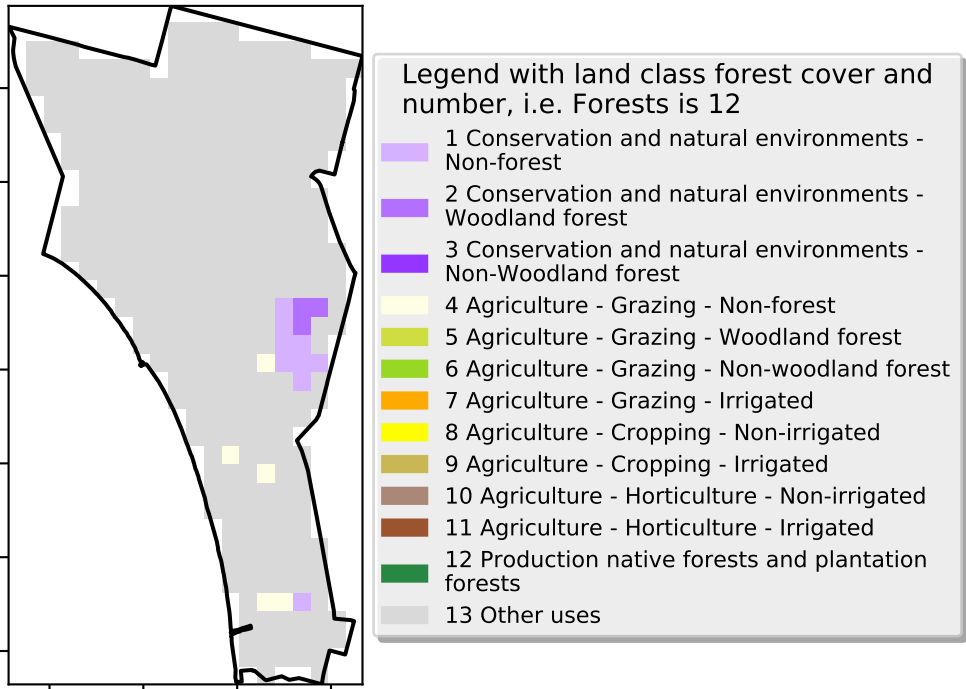 Legend with land class forest cover and
number, i.e. Forests is 12
1 Conservation and natural environments -
Non-forest
2 Conservation and natural environments -
Woodland forest
3 Conservation and natural environments -
Non-Woodland forest
4 Agriculture - Grazing - Non-forest
5 Agriculture - Grazing - Woodland forest
6 Agriculture - Grazing - Non-woodland forest
7 Agriculture - Grazing - Irrigated
8 Agriculture - Cropping - Non-irrigated
9 Agriculture - Cropping - Irrigated
10 Agriculture - Horticulture - Non-irrigated
11 Agriculture - Horticulture - Irrigated
12 Production native forests and plantation
forests
13 Other uses